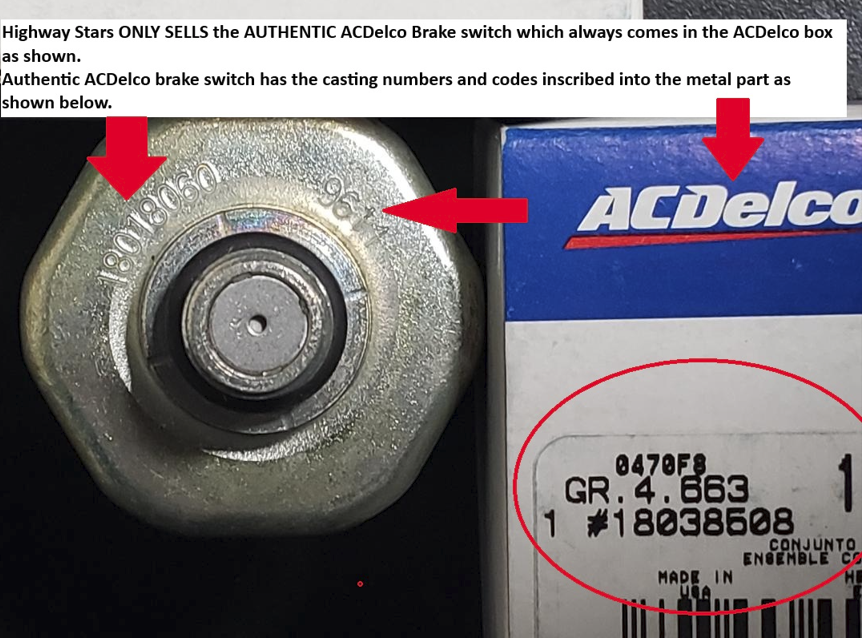 Highway Stars ONLY SELLS the AUTHENTIC ACDelco Brake switch which always comes in the ACDelco box
as shown.
Authentic ACDelco brake switch has the casting numbers and codes inscribed into the metal part as
shown below.
18018060
ACDelco
0470F8
GR.4.663
1
1 #18038508
CONJUNTO
ENSEMBLE
MADE IN
USA